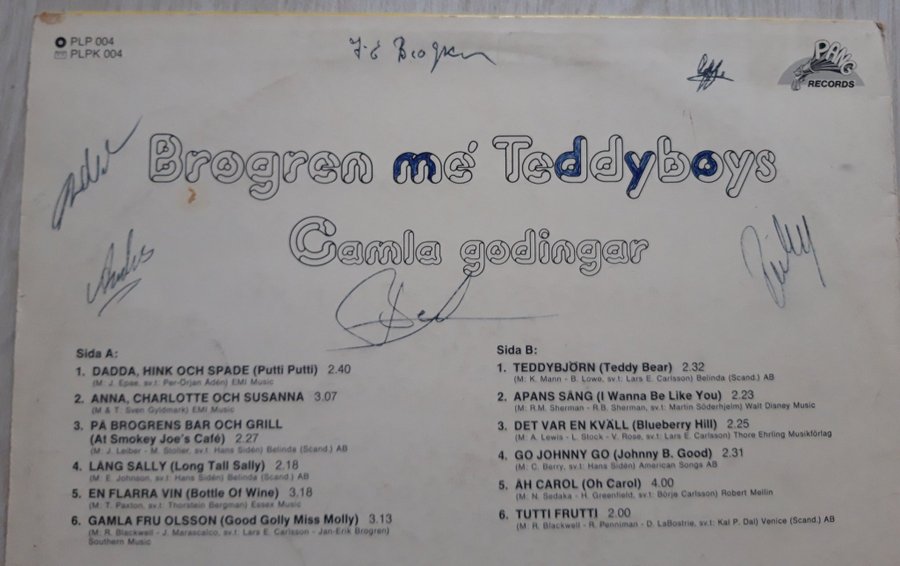 PLP 004
PLPK 004
J-E Brogren
PANG
RECORDS
Brogren mé Teddyboys
Gamla godingar
Anders
Billy
Sida A:
1. DADDA, HINK OCH SPADE (Putti Putti) 2.40
(M: J. Epae, sv.t: Per-Örjan Ådén) EMI Music
2. ANNA, CHARLOTTE OCH SUSANNA 3.07
(M & T: Sven Gyldmark) EMI Music
3. PÅ BROGRENS BAR OCH GRILL
(At Smokey Joe's Café) 2.27
(M: J. Leiber - M. Stoller, sv.t: Hans Sidén) Belinda (Scand.) AB
4. LÅNG SALLY (Long Tall Sally) 2.18
(M: E. Johnson, sv.t: Hans Sidén) Belinda (Scand.) AB
5. EN FLARRA VIN (Bottle Of Wine) 3.18
(M: T. Paxton, sv.t: Thorstein Bergman) Essex Music
6. GAMLA FRU OLSSON (Good Golly Miss Molly) 3.13
(M: R. Blackwell - J. Marascalco, sv.t: Lars E. Carlsson - Jan-Erik Brogren)
Southern Music
Sida B:
1. TEDDYBJÖRN (Teddy Bear) 2.32
(M: K. Mann - B. Lowe, sv.t: Lars E. Carlsson) Belinda (Scand.) AB
2. APANS SÅNG (I Wanna Be Like You) 2.23
(M: R.M. Sherman - R.B. Sherman, sv.t: Martin Söderhjelm) Walt Disney Music
3. DET VAR EN KVÄLL (Blueberry Hill) 2.25
(M: A. Lewis - L. Stock - V. Rose, sv.t: Lars E. Carlsson) Thore Ehrling Musikförlag
4. GO JOHNNY GO (Johnny B. Good) 2.31
(M: C. Berry, sv.t: Hans Sidén) American Songs AB
5. ÅH CAROL (Oh Carol) 4.00
(M: N. Sedaka - H. Greenfield, sv.t: Börja Carlsson) Robert Mellin
6. TUTTI FRUTTI 2.00
(M: R. Blackwell - R. Penniman - D. LaBostrie, sv.t: Kal P. Dal) Venice (Scand.) AB